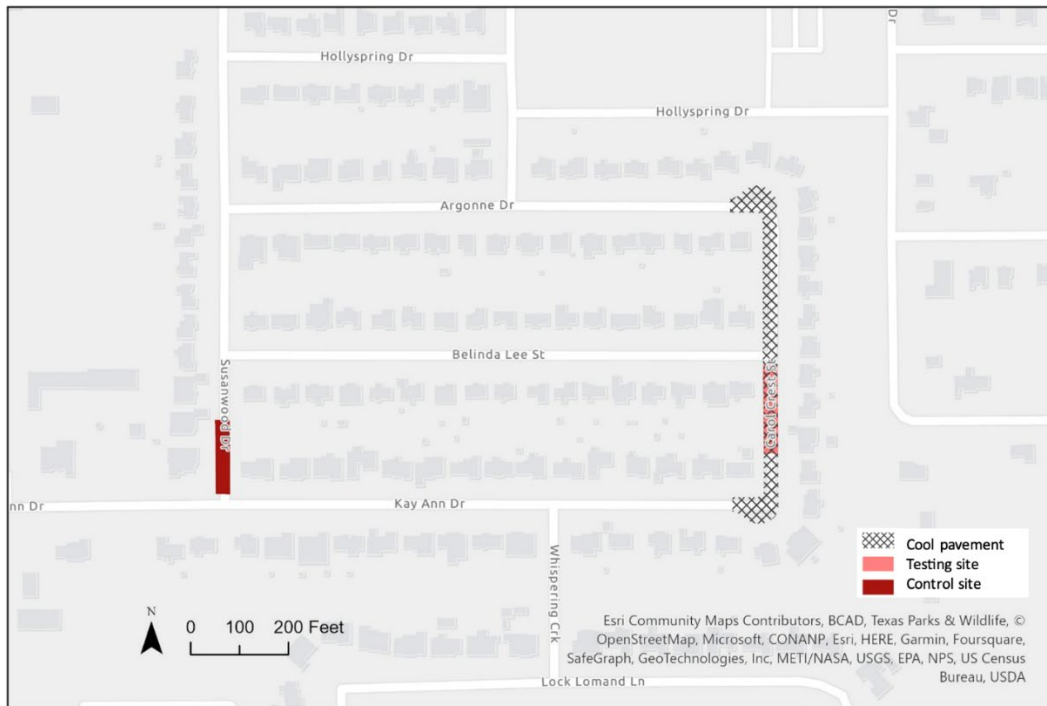 Dr
Hollyspring Dr
Hollyspring Dr
Argonne Dr
Belinda Lee St
Susanwood Dr
Carol Crest St
Kay Ann Dr
nn Dr
Whispering Crk
Lock Lomand Ln
N
0 100 200 Feet
Cool pavement
Testing site
Control site
Esri Community Maps Contributors, BCAD, Texas Parks & Wildlife, ©
OpenStreetMap, Microsoft, CONANP, Esri, HERE, Garmin, Foursquare,
SafeGraph, GeoTechnologies, Inc, METI/NASA, USGS, EPA, NPS, US Census
Bureau, USDA